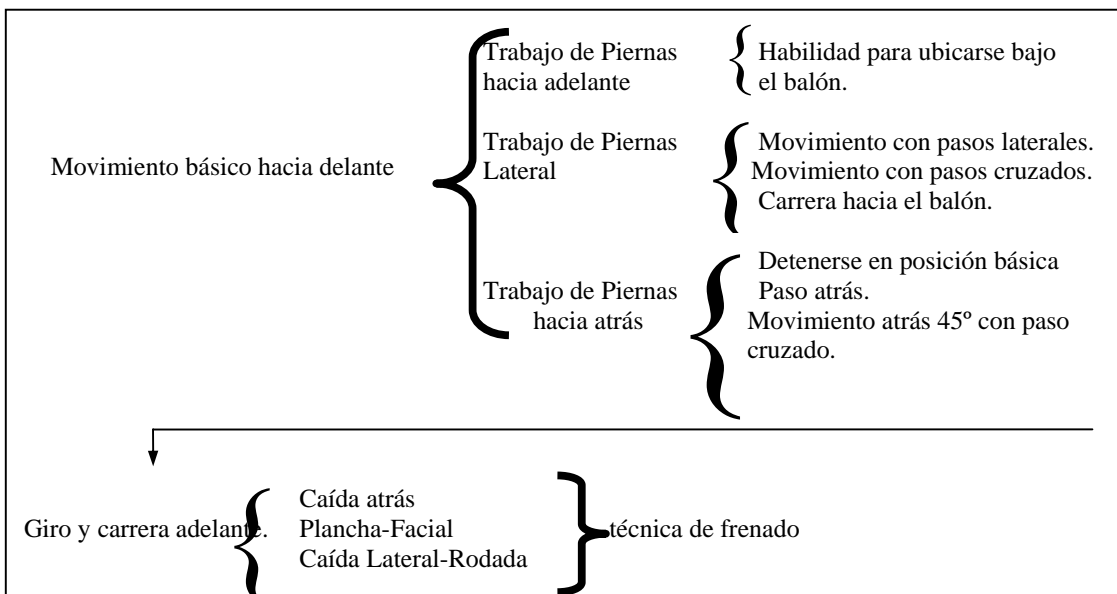 Trabajo de Piernas
hacia adelante
Habilidad para ubicarse bajo
el balón.
Movimiento básico hacia delante
Trabajo de Piernas
Lateral
Movimiento con pasos laterales.
Movimiento con pasos cruzados.
Carrera hacia el balón.
Trabajo de Piernas
hacia atrás
Detenerse en posición básica
Paso atrás.
Movimiento atrás 45º con paso
cruzado.
Giro y carrera adelante.
Caída atrás
Plancha-Facial
Caída Lateral-Rodada
técnica de frenado